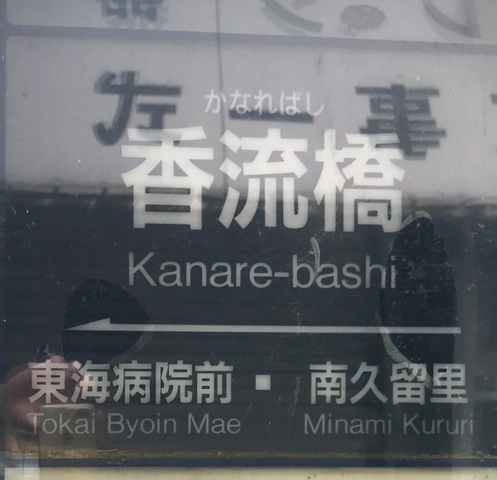 かなればし
香流橋
Kanare-bashi
東海病院前 ■ 南久留里
Tokai Byoin Mae Minami Kururi